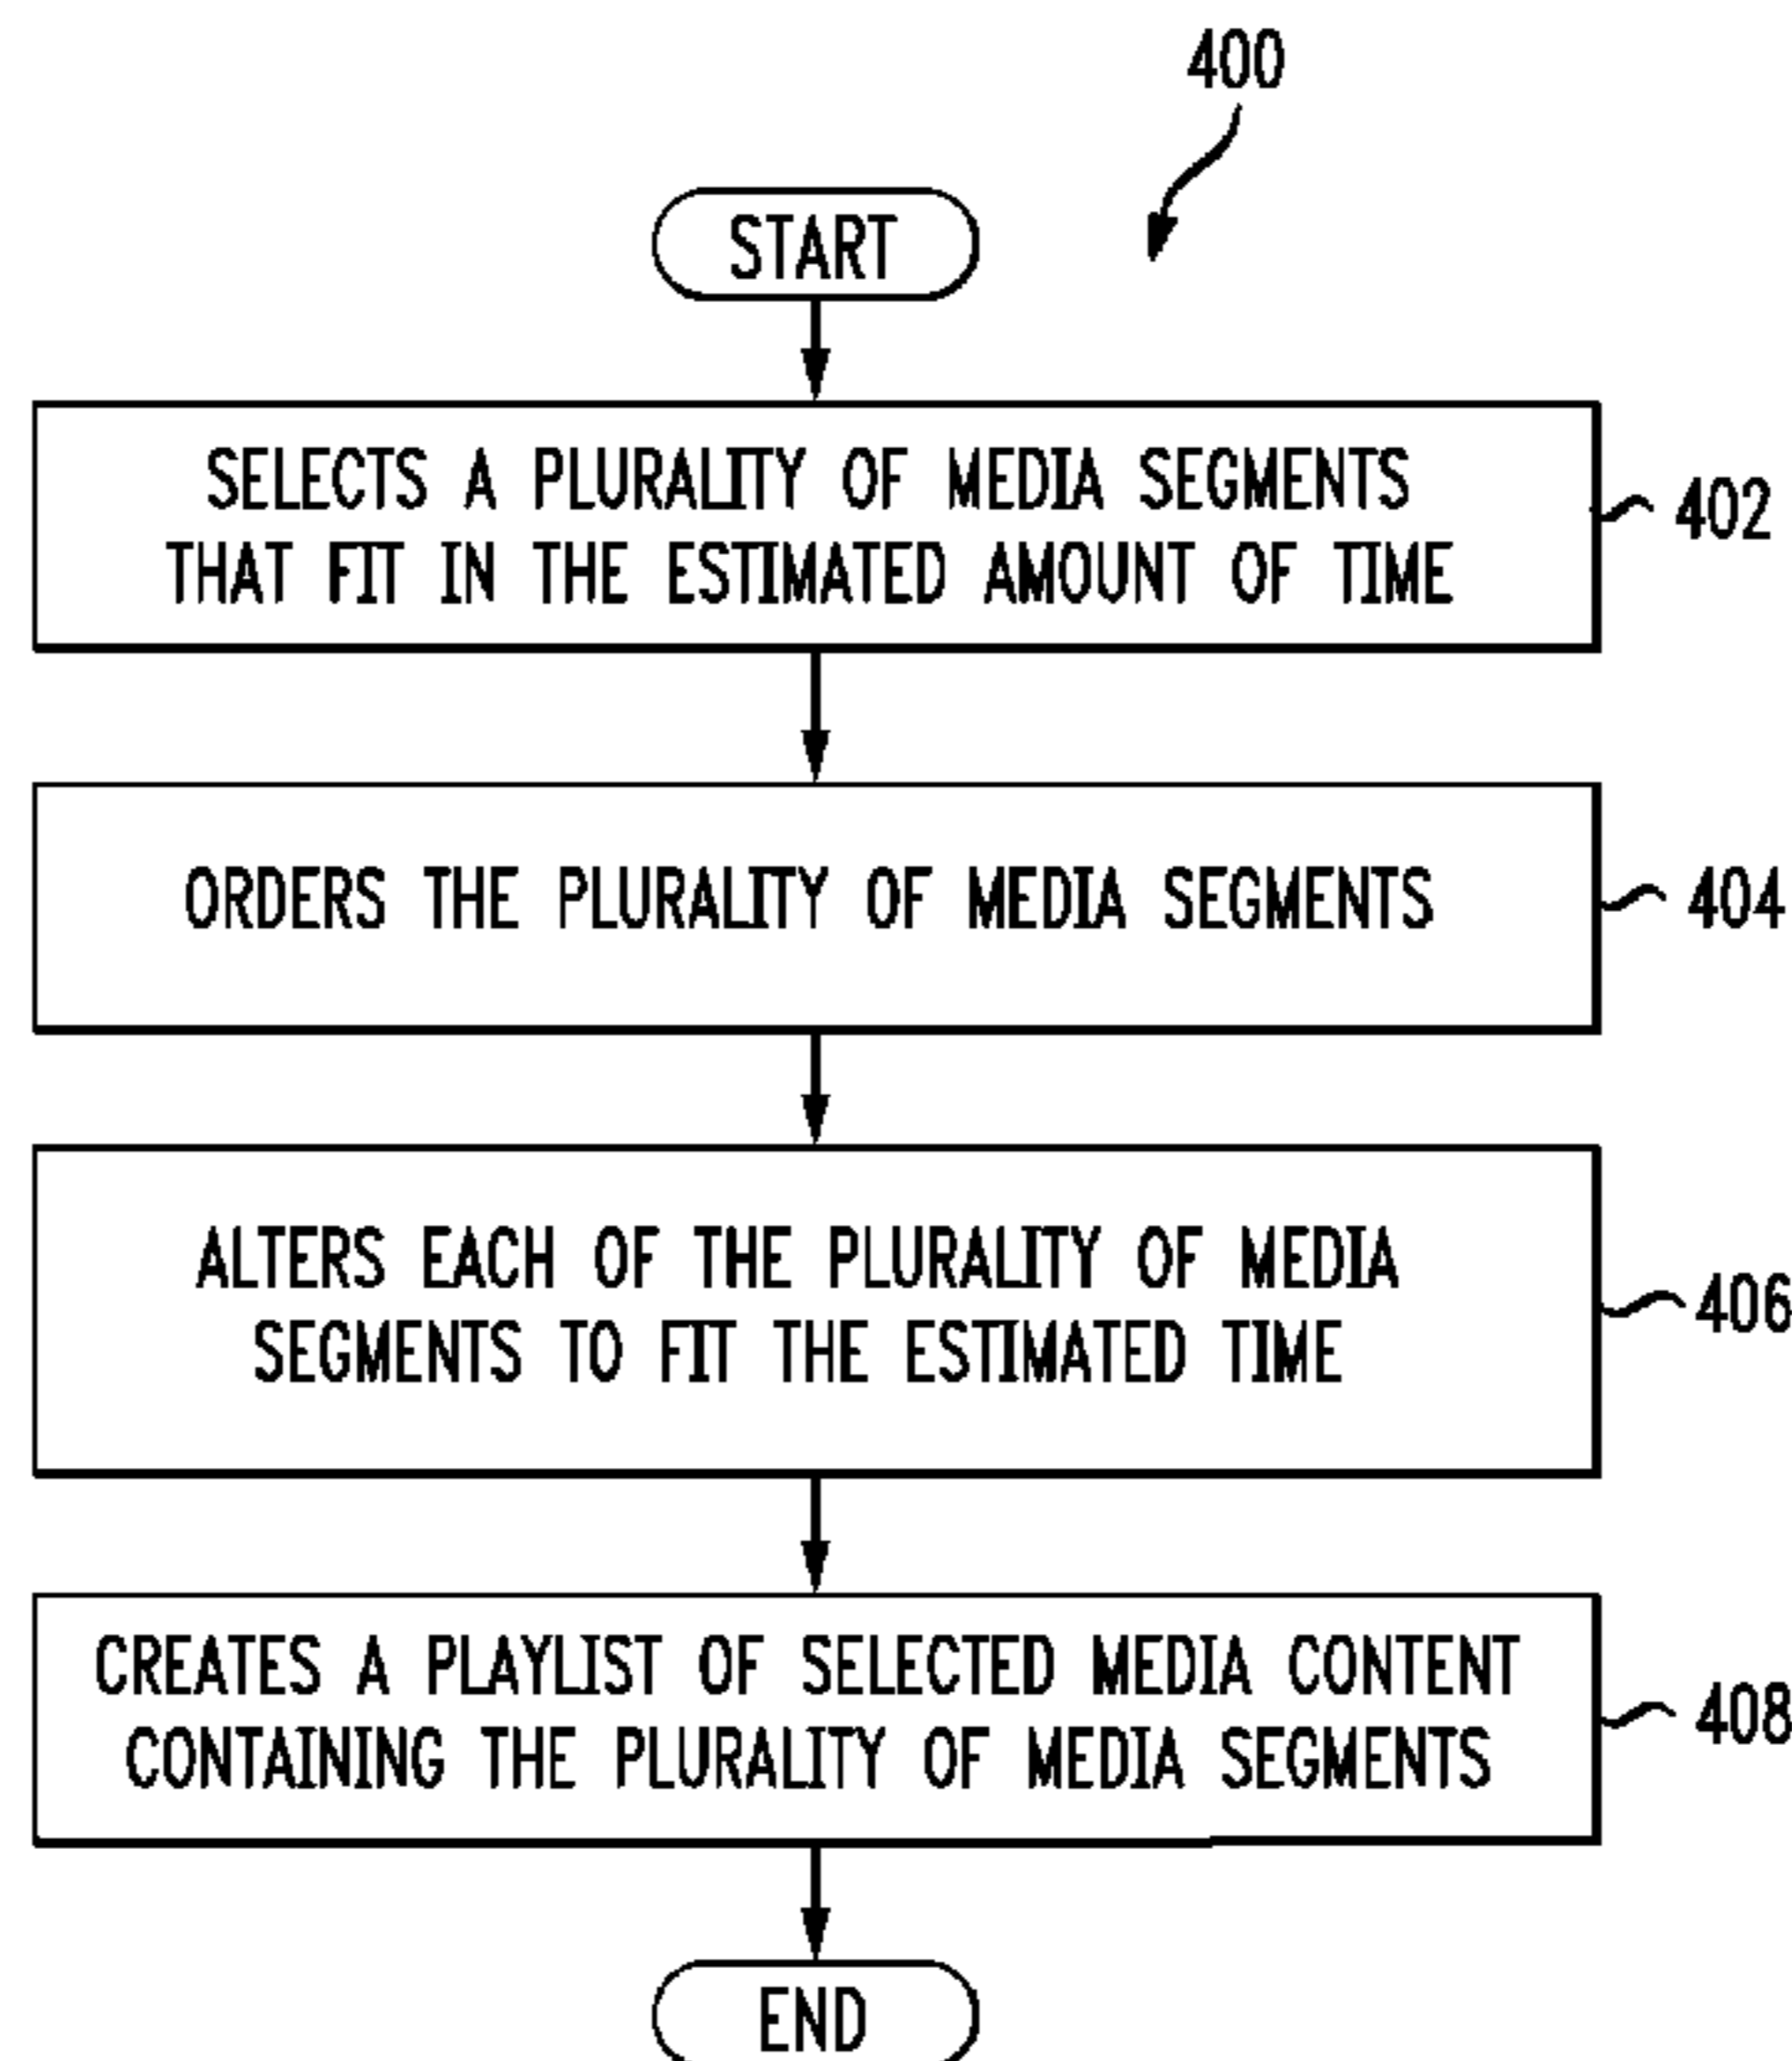 400
START
SELECTS A PLURALITY OF MEDIA SEGMENTS
THAT FIT IN THE ESTIMATED AMOUNT OF TIME
402
ORDERS THE PLURALITY OF MEDIA SEGMENTS
404
ALTERS EACH OF THE PLURALITY OF MEDIA
SEGMENTS TO FIT THE ESTIMATED TIME
406
CREATES A PLAYLIST OF SELECTED MEDIA CONTENT
CONTAINING THE PLURALITY OF MEDIA SEGMENTS
408
END